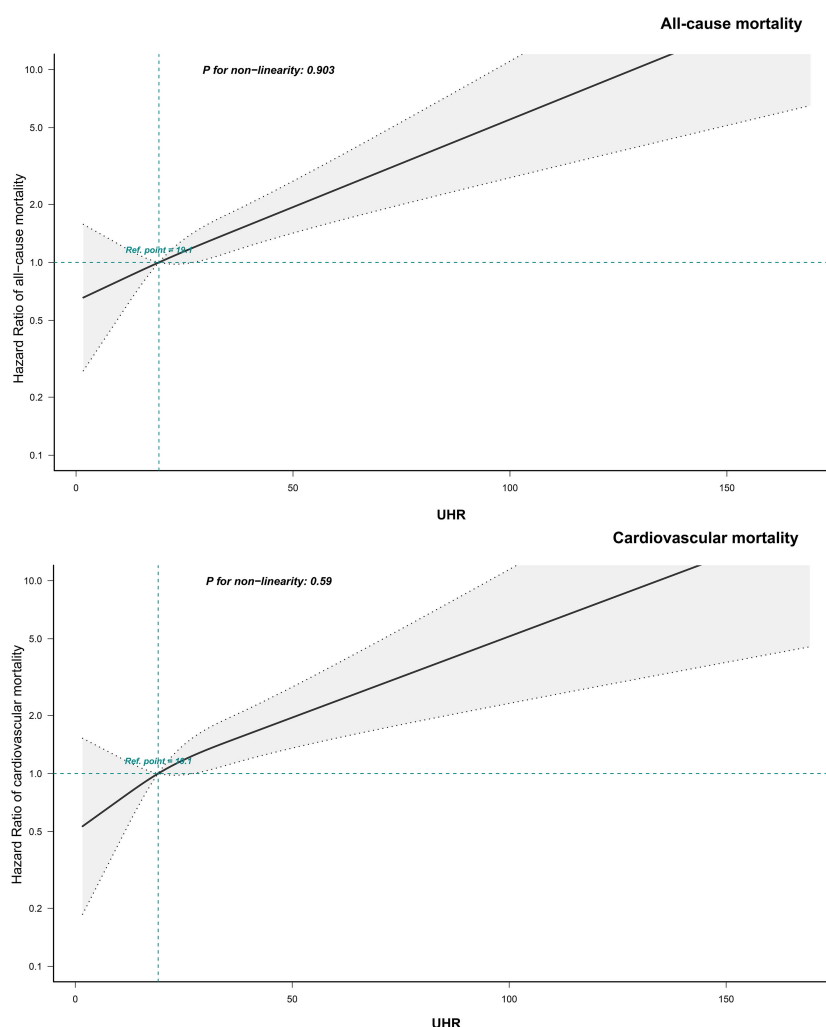 All-cause mortality
P for non−linearity: 0.903
Hazard Ratio of all−cause mortality
10.0
5.0
2.0
1.0
0.5
0.2
0.1
Ref. point = 19.1
0 50 100 150
UHR
Cardiovascular mortality
P for non−linearity: 0.59
Hazard Ratio of cardiovascular mortality
10.0
5.0
2.0
1.0
0.5
0.2
0.1
Ref. point = 19.1
0 50 100 150
UHR